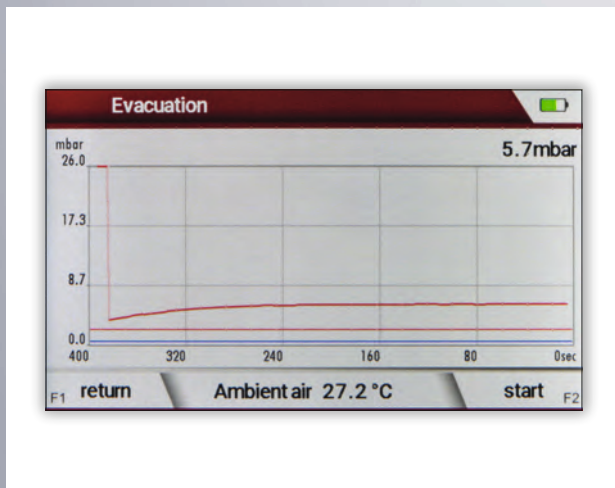 Evacuation
mbar
5.7mbar
26.0
17.3
8.7
0.0
400 320 240 160 80 0sec
F1 return Ambient air 27.2 °C start F2